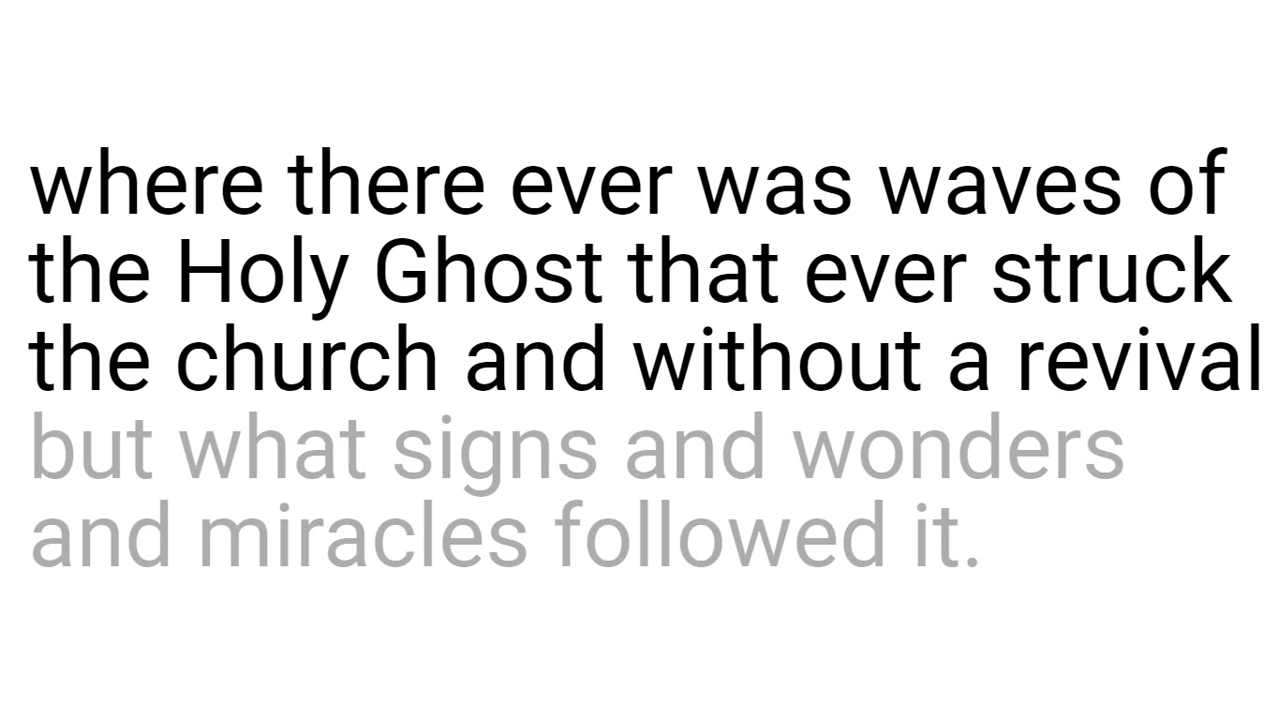 where there ever was waves of
the Holy Ghost that ever struck
the church and without a revival
but what signs and wonders
and miracles followed it.